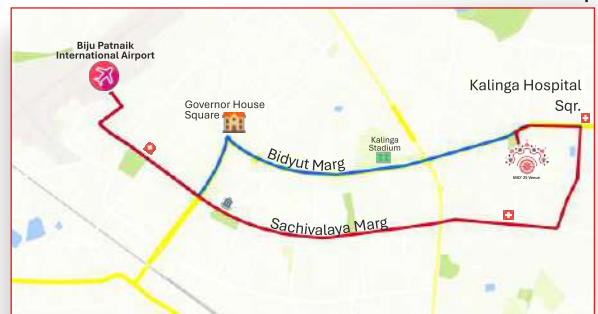 Biju Patnaik
International Airport
Governor House
Square
Kalinga Hospital
Sqr.
Kalinga
Stadium
Bidyut Marg
Sachivalaya Marg